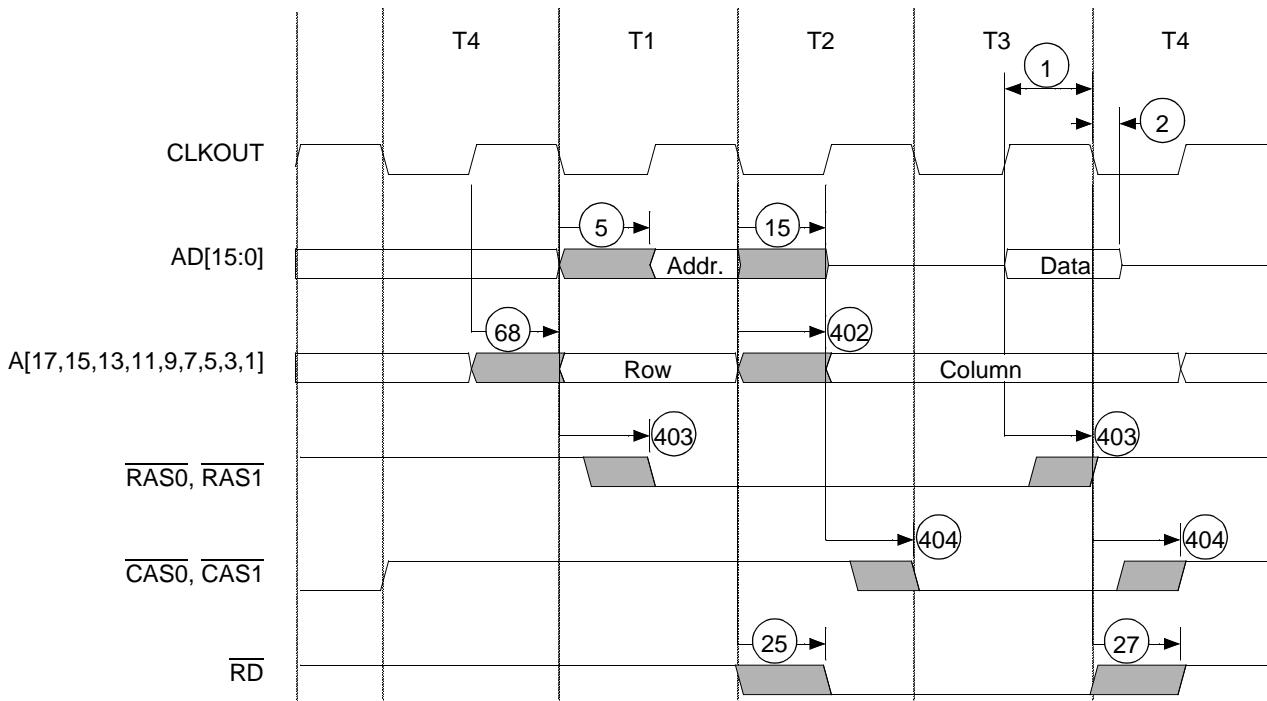 T4 T1 T2 T3 T4
1
2
CLKOUT
5 15
AD[15:0] Addr. Data
68 402
A[17,15,13,11,9,7,5,3,1] Row Column
403 403
RAS0, RAS1
404 404
CAS0, CAS1
25 27
RD